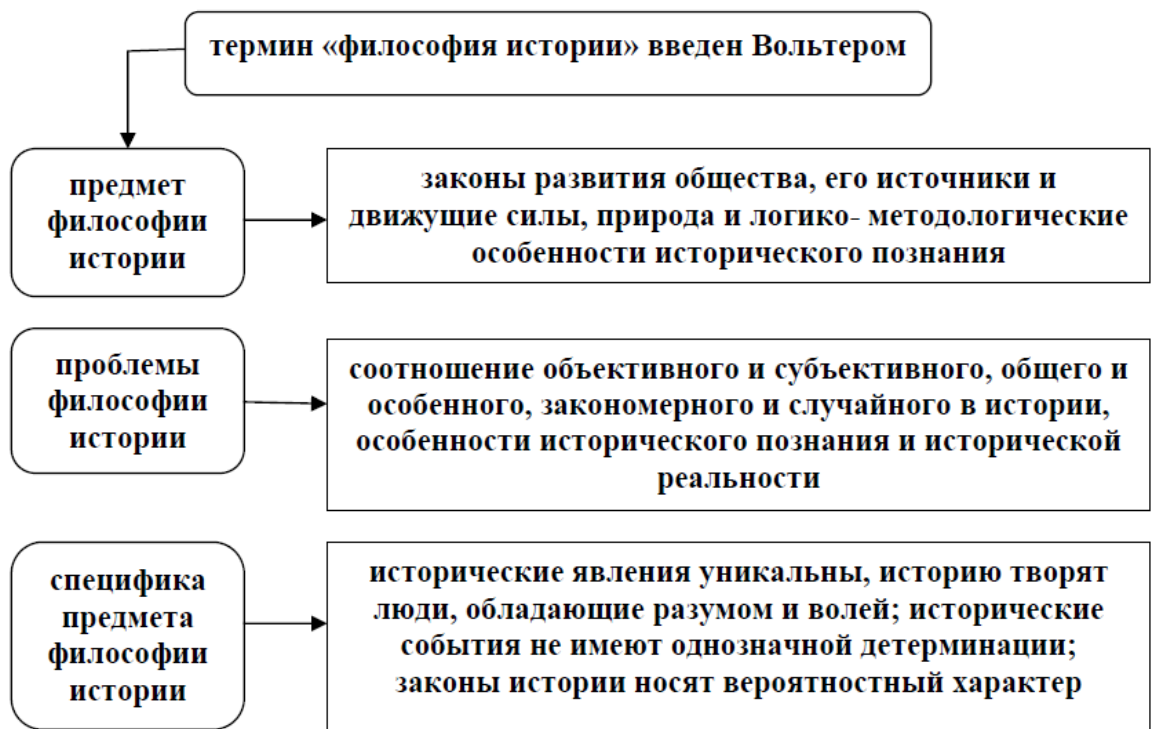 термин «философия истории» введен Вольтером
предмет
философии
истории
законы развития общества, его источники и
движущие силы, природа и логико- методологические
особенности исторического познания
проблемы
философии
истории
соотношение объективного и субъективного, общего и
особенного, закономерного и случайного в истории,
особенности исторического познания и исторической
реальности
специфика
предмета
философии
истории
исторические явления уникальны, историю творят
люди, обладающие разумом и волей; исторические
события не имеют однозначной детерминации;
законы истории носят вероятностный характер